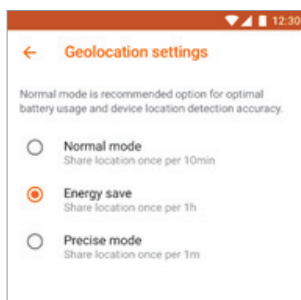 12:30
Geolocation settings
Normal mode is recommended option for optimal
battery usage and device location detection accuracy.
Normal mode
Share location once per 10min
Energy save
Share location once per 1h
Precise mode
Share location once per 1m